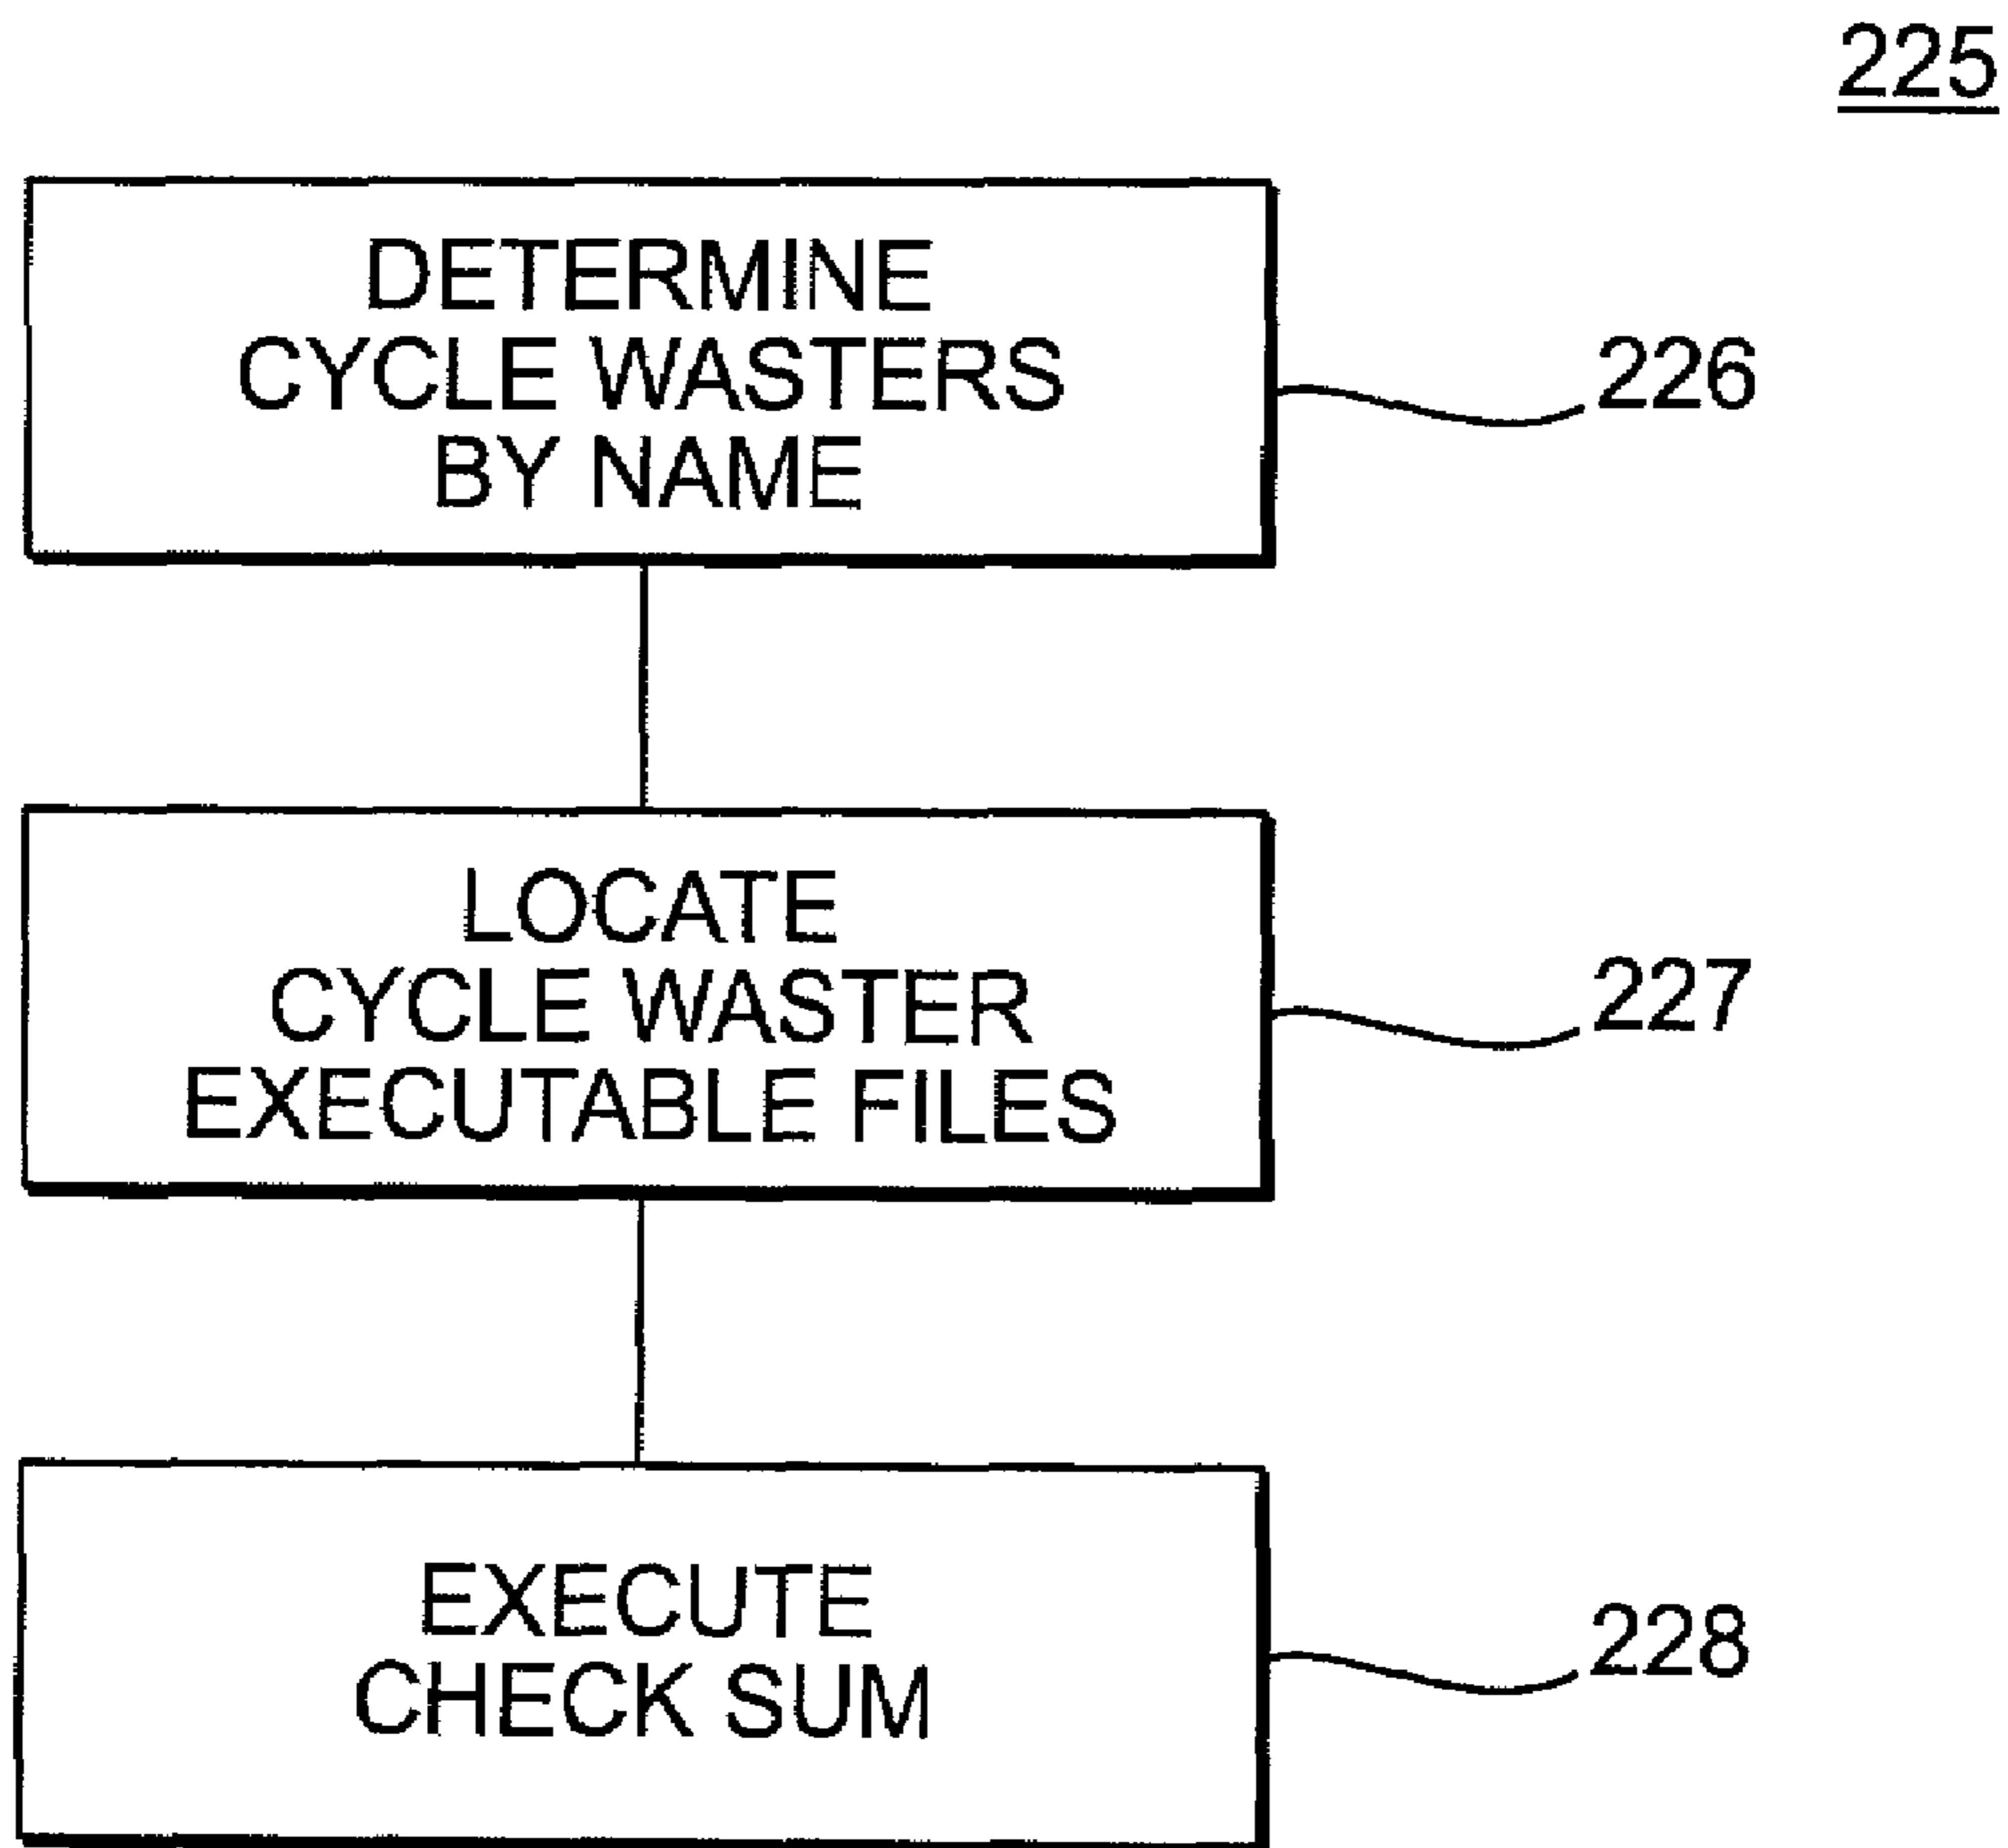 225
DETERMINE
CYCLE WASTERS
BY NAME
226
LOCATE
CYCLE WASTER
EXECUTABLE FILES
227
EXECUTE
CHECK SUM
228